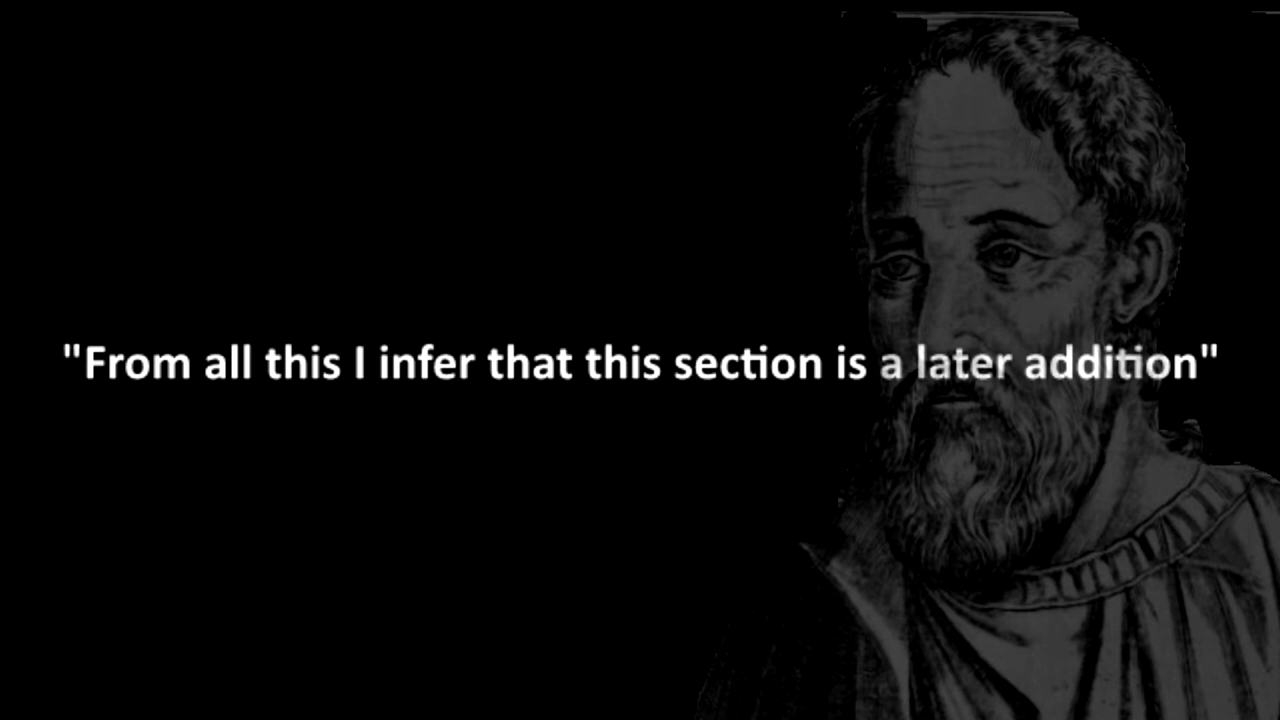 "From all this I infer that this section is a later addition"